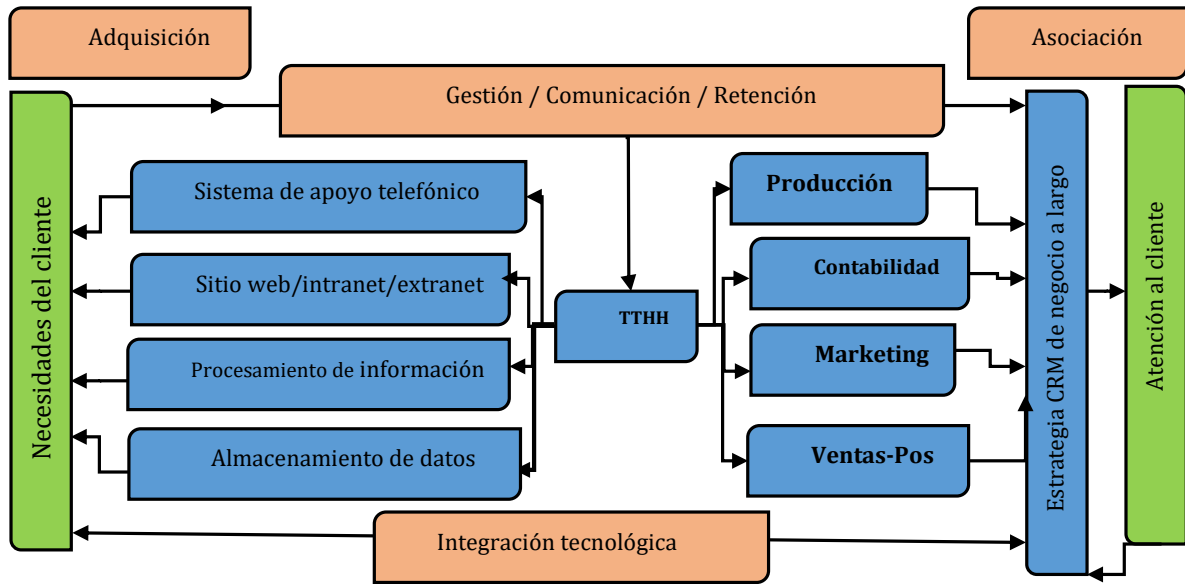 Adquisición
Asociación
Gestión / Comunicación / Retención
Necesidades del cliente
Sistema de apoyo telefónico
Sitio web/intranet/extranet
Procesamiento de información
Almacenamiento de datos
TTHH
Producción
Contabilidad
Marketing
Ventas-Pos
Estrategia CRM de negocio a largo
Atención al cliente
Integración tecnológica